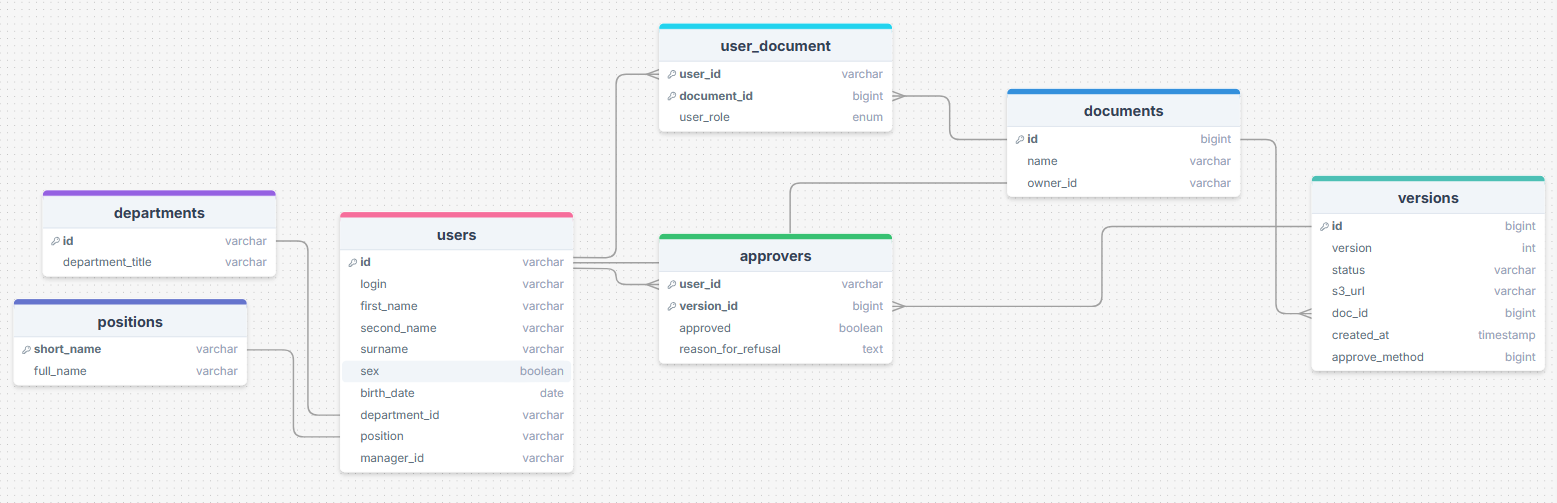 user_document
user_id varchar
document_id bigint
user_role enum
documents
id bigint
name varchar
owner_id varchar
versions
id bigint
version int
status varchar
s3_url varchar
doc_id bigint
created_at timestamp
approve_method bigint
departments
id varchar
department_title varchar
users
id varchar
login varchar
first_name varchar
second_name varchar
surname varchar
sex boolean
birth_date date
department_id varchar
position varchar
manager_id varchar
approvers
user_id varchar
version_id bigint
approved boolean
reason_for_refusal text
positions
short_name varchar
full_name varchar